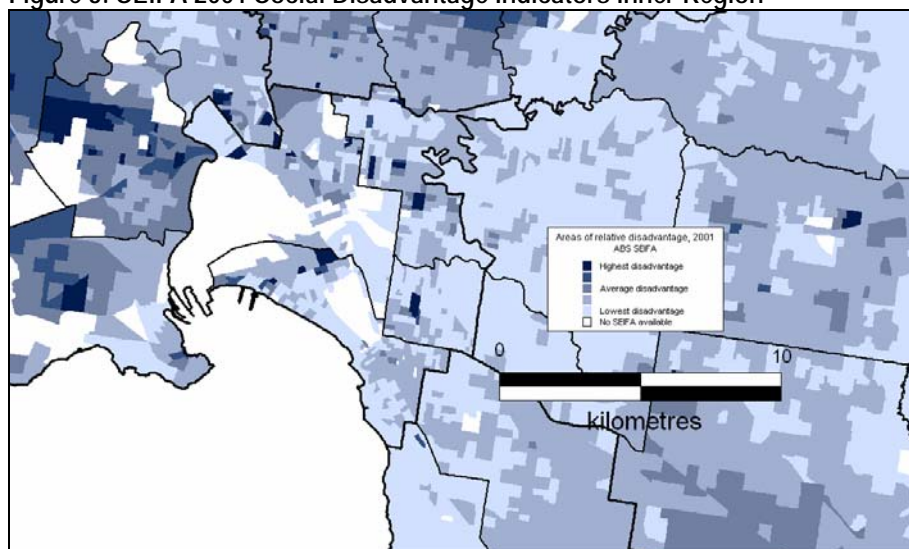 Figure 6: SEIFA 2001 Social Disadvantage Indicators Inner Region
Areas of relative disadvantage, 2001
ABS SEIFA
Highest disadvantage
Average disadvantage
Lowest disadvantage
No SEIFA available
0
10
kilometres